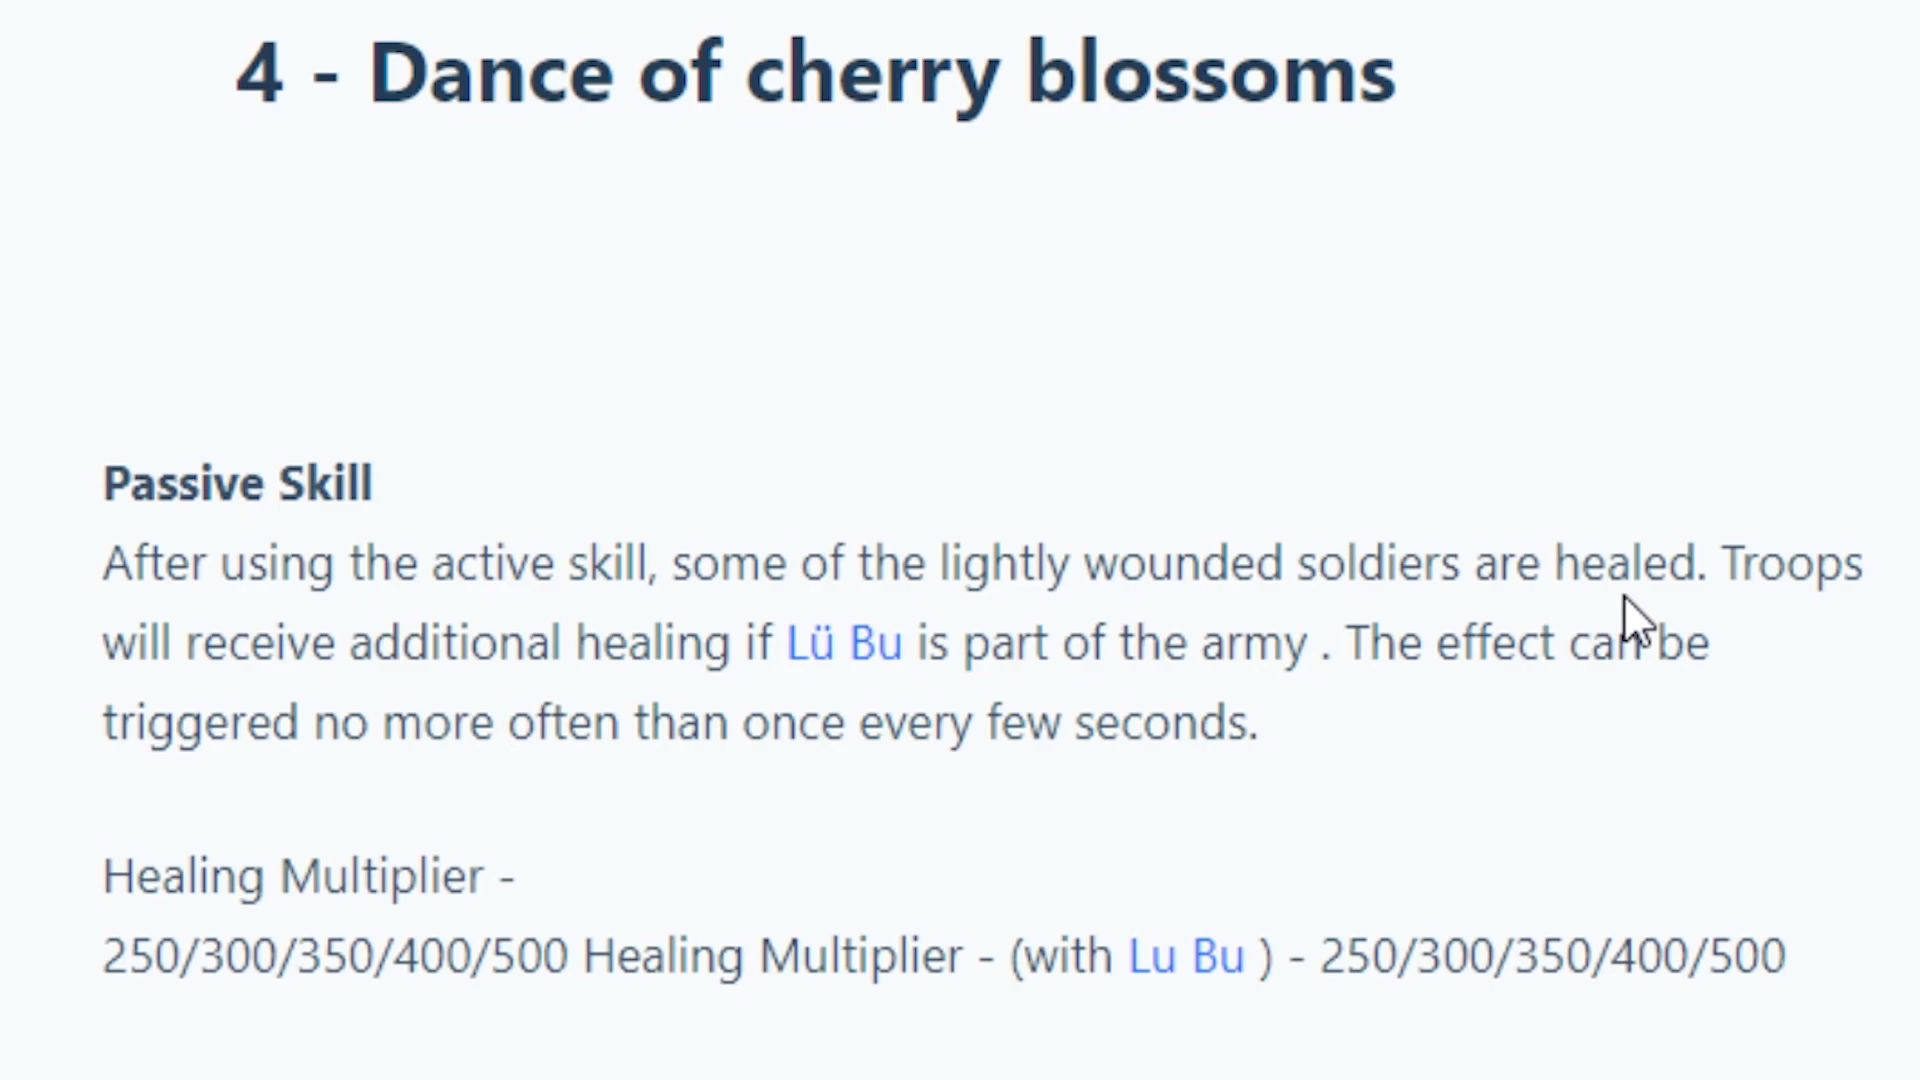 4 - Dance of cherry blossoms
Passive Skill
After using the active skill, some of the lightly wounded soldiers are healed. Troops
will receive additional healing if Lü Bu is part of the army . The effect can be
triggered no more often than once every few seconds.
Healing Multiplier -
250/300/350/400/500 Healing Multiplier - (with Lu Bu ) - 250/300/350/400/500